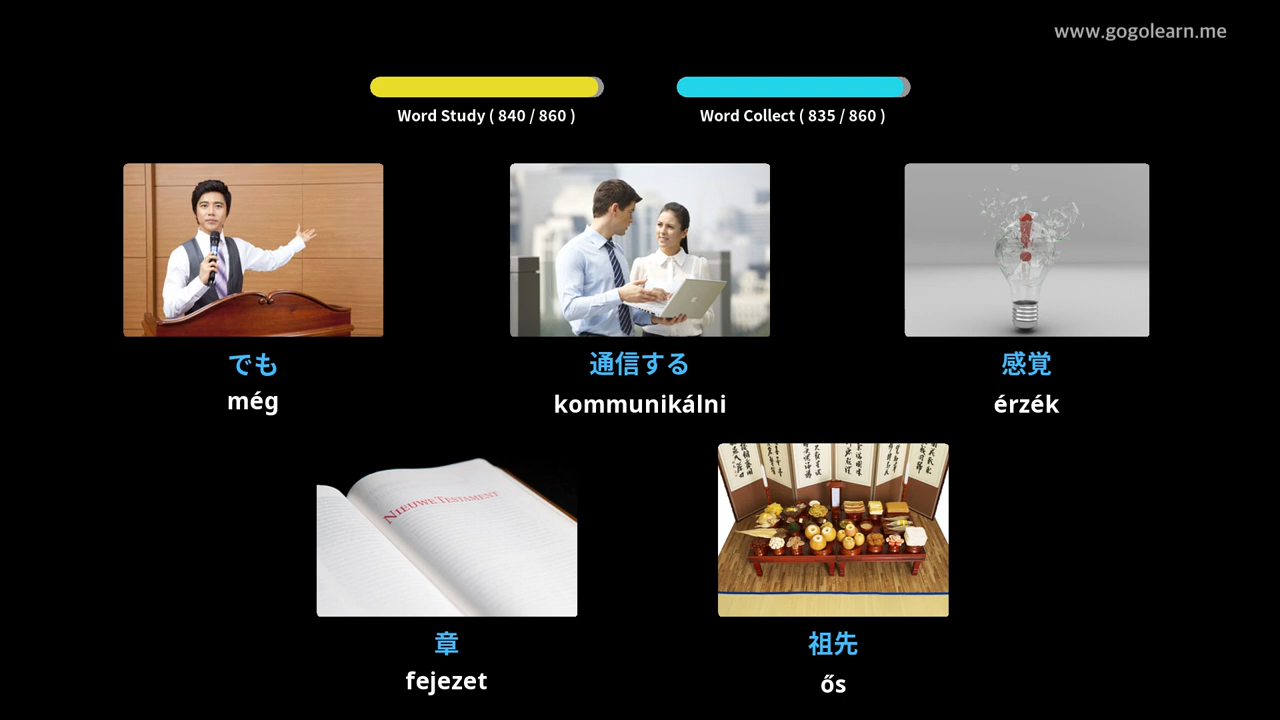 www.gogolearn.me
Word Study ( 840 / 860 )
Word Collect ( 835 / 860 )
でも
még
通信する
kommunikálni
感覚
érzék
NIEUWE TESTAMENT
章
fejezet
祖先
ős